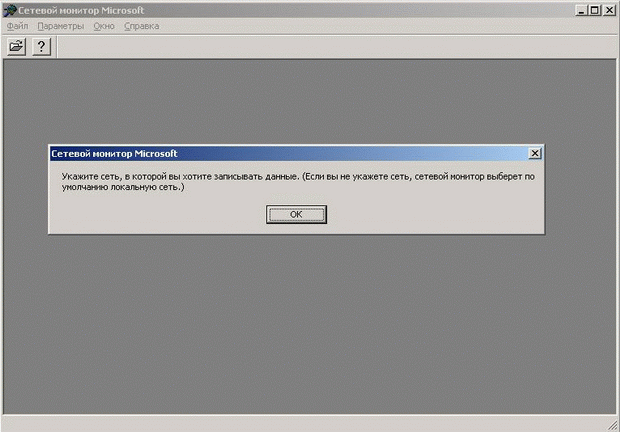 Сетевой монитор Microsoft
Файл Параметры Окно Справка
?
Сетевой монитор Microsoft
Укажите сеть, в которой вы хотите записывать данные. (Если вы не укажете сеть, сетевой монитор выберет по
умолчанию локальную сеть.)
OK